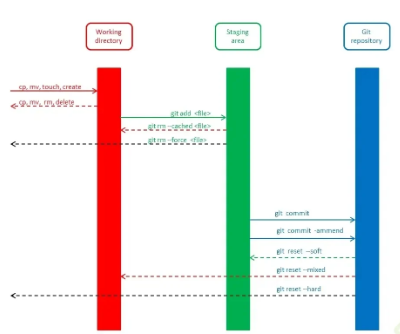 Working
directory
Staging
area
Git
repository
cp, mv, touch, create
cp, mv, rm, delete
git add <file>
git rm --cached <file>
git rm --force <file>
git commit
git commit -ammend
git reset --soft
git reset --mixed
git reset --hard